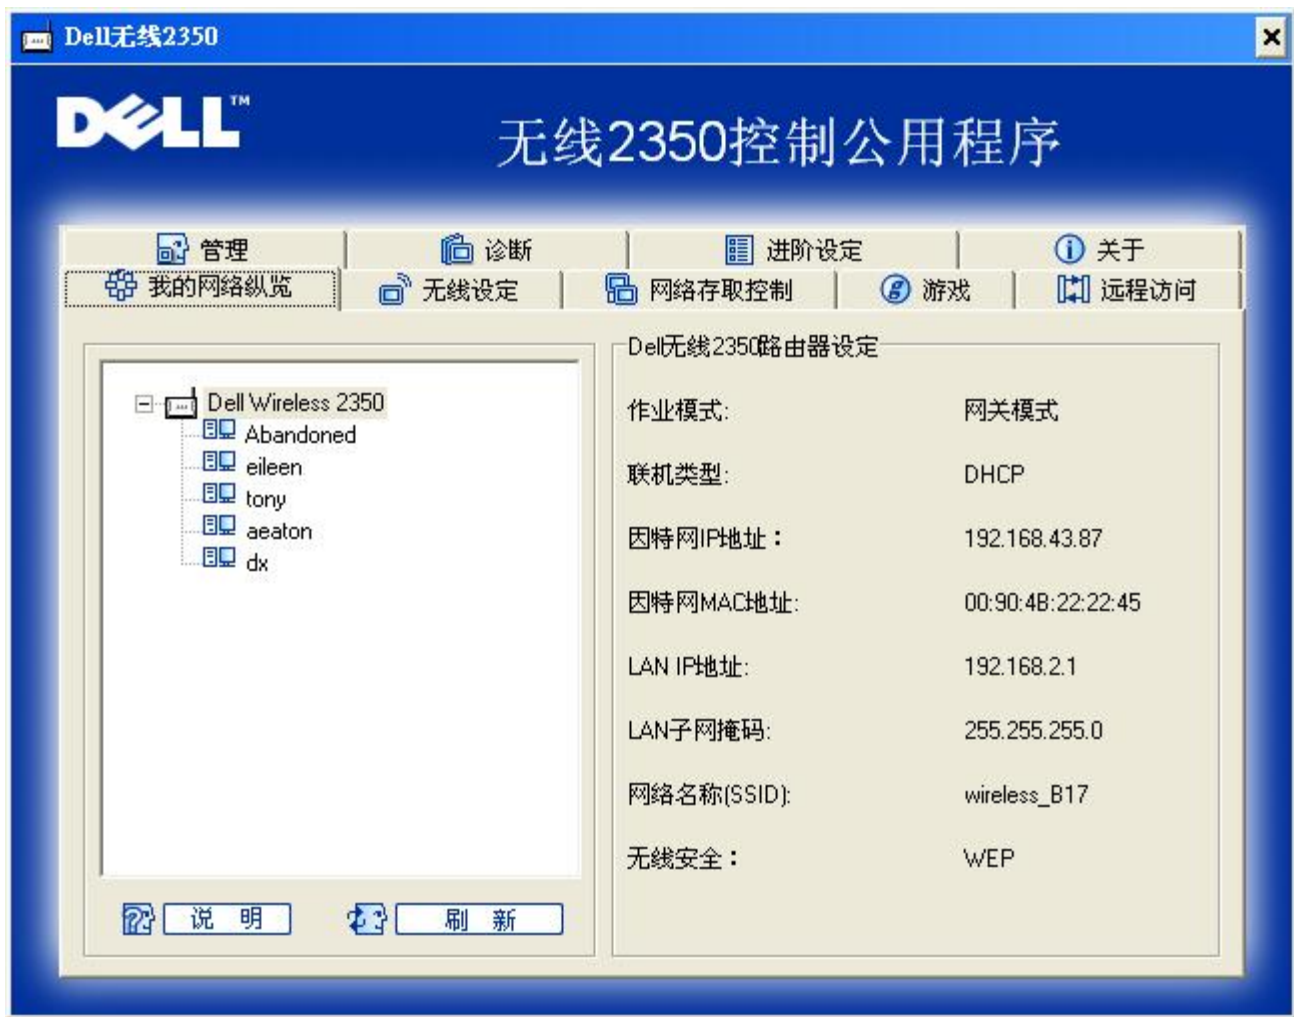 Dell无线2350
DELL™
无线2350控制公用程序
管理
诊断
进阶设定
关于
我的网络纵览
无线设定
网络存取控制
游戏
远程访问
Dell Wireless 2350
Abandoned
eileen
tony
aeaton
dx
说 明
刷 新
Dell无线2350路由器设定
作业模式: 网关模式
联机类型: DHCP
因特网IP地址： 192.168.43.87
因特网MAC地址: 00:90:4B:22:22:45
LAN IP地址: 192.168.2.1
LAN子网掩码: 255.255.255.0
网络名称(SSID): wireless_B17
无线安全： WEP